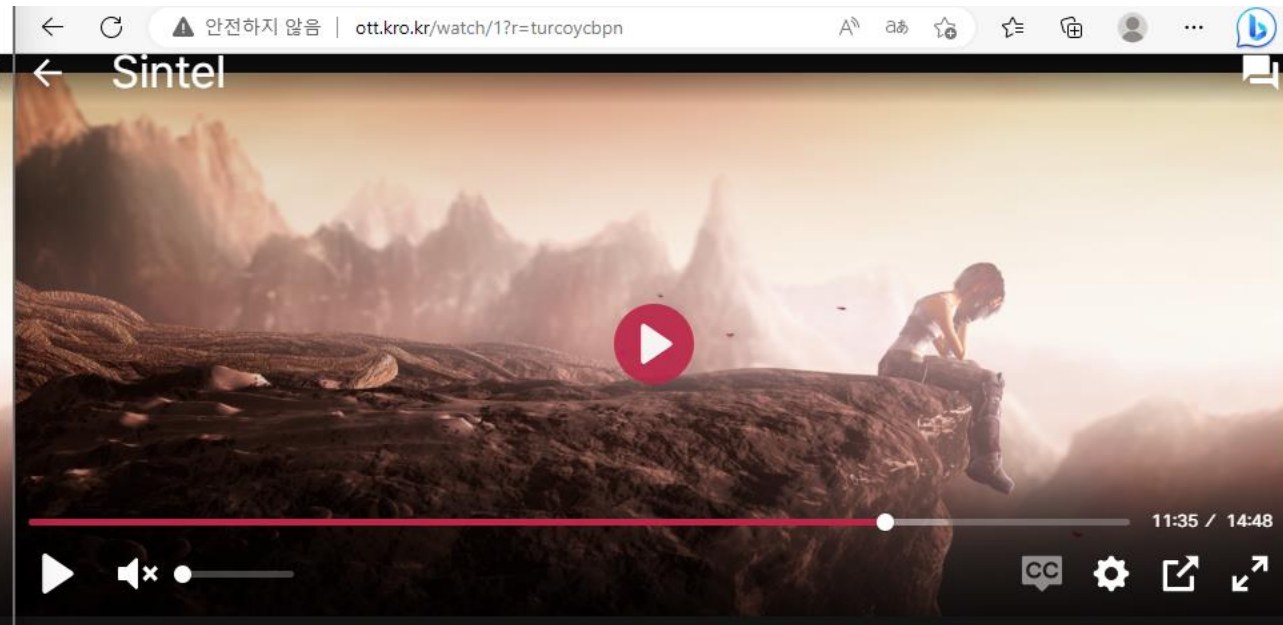 안전하지 않음 | ott.kro.kr/watch/1?r=turcoycbpn
Sintel
11:35 / 14:48
CC